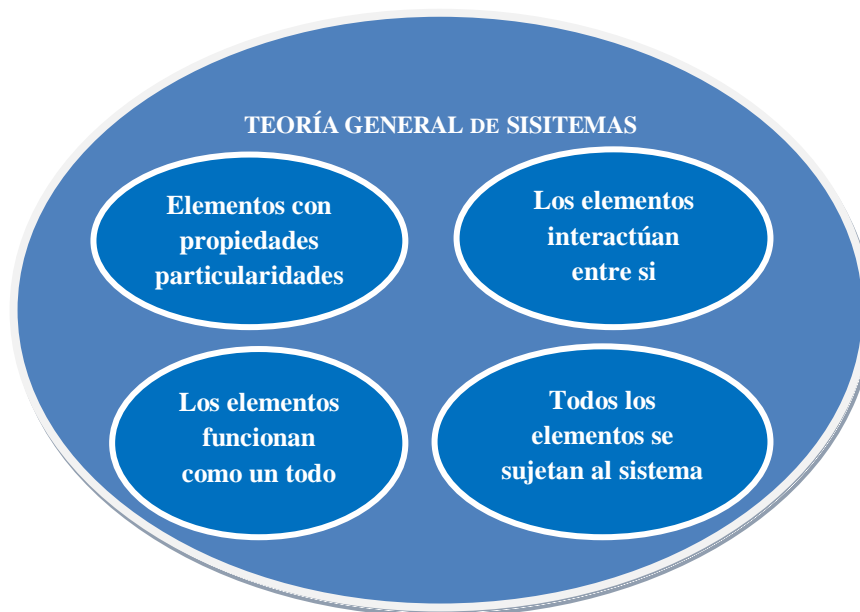 TEORÍA GENERAL DE SISITEMAS
Elementos con
propiedades
particularidades
Los elementos
interactúan
entre si
Los elementos
funcionan
como un todo
Todos los
elementos se
sujetan al sistema